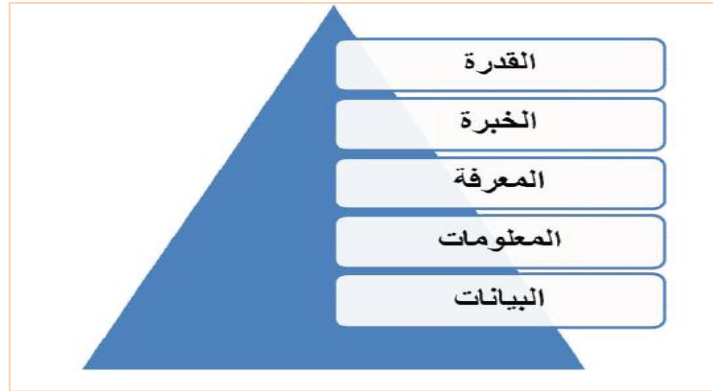 القدرة
الخبرة
المعرفة
المعلومات
البيانات